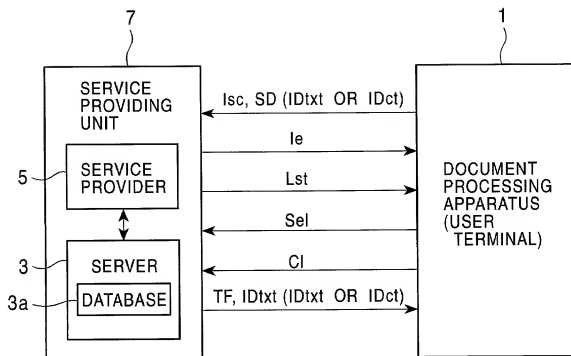 7
1
SERVICE
PROVIDING
UNIT
5
SERVICE
PROVIDER
3
SERVER
3a
DATABASE
Isc, SD (IDtxt OR IDct)
Ie
Lst
Sel
Cl
TF, IDtxt (IDtxt OR IDct)
DOCUMENT
PROCESSING
APPARATUS
(USER
TERMINAL)